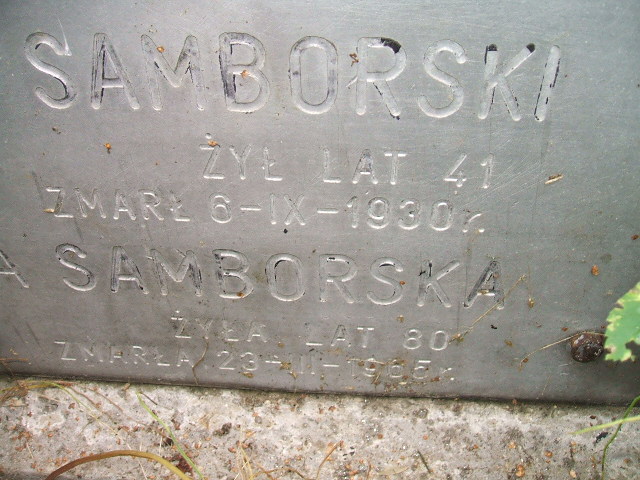 SAMBORSKI
ŻYŁ LAT 41
ZMARŁ 6-IX-1930r.
A SAMBORSKA
ŻYŁA LAT 80
ZMARŁA 23-II-1965r.